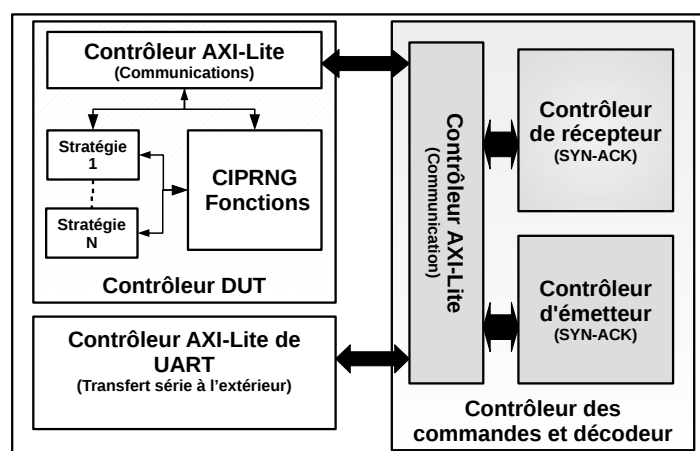 Contrôleur AXI-Lite
(Communications)
Stratégie
1
Stratégie
N
CIPRNG
Fonctions
Contrôleur DUT
Contrôleur AXI-Lite de
UART
(Transfert série à l'extérieur)
Contrôleur AXI-Lite
(Communication)
Contrôleur
de récepteur
(SYN-ACK)
Contrôleur
d'émetteur
(SYN-ACK)
Contrôleur des
commandes et décodeur